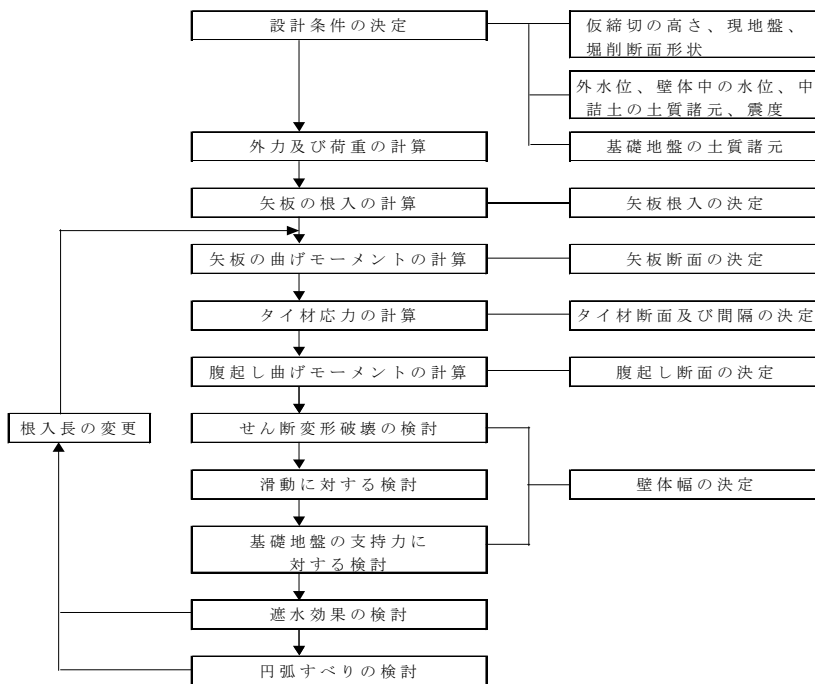 設計条件の決定
仮締切の高さ、現地盤、
堀削断面形状
外水位、壁体中の水位、中
詰土の土質諸元、震度
外力及び荷重の計算
基礎地盤の土質諸元
矢板の根入の計算
矢板根入の決定
矢板の曲げモーメントの計算
矢板断面の決定
タイ材応力の計算
タイ材断面及び間隔の決定
腹起し曲げモーメントの計算
腹起し断面の決定
根入長の変更
せん断変形破壊の検討
滑動に対する検討
壁体幅の決定
基礎地盤の支持力に
対する検討
遮水効果の検討
円弧すべりの検討